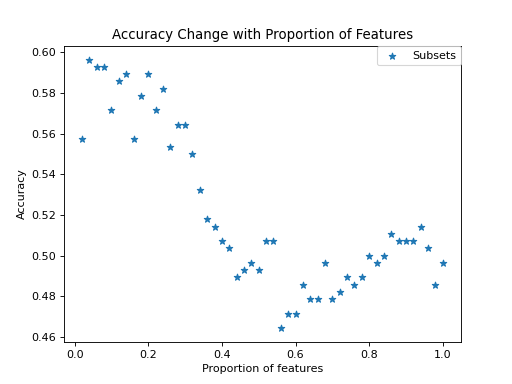 Accuracy Change with Proportion of Features
Subsets
0.60
0.58
0.56
0.54
0.52
0.50
0.48
0.46
Accuracy
0.0 0.2 0.4 0.6 0.8 1.0
Proportion of features